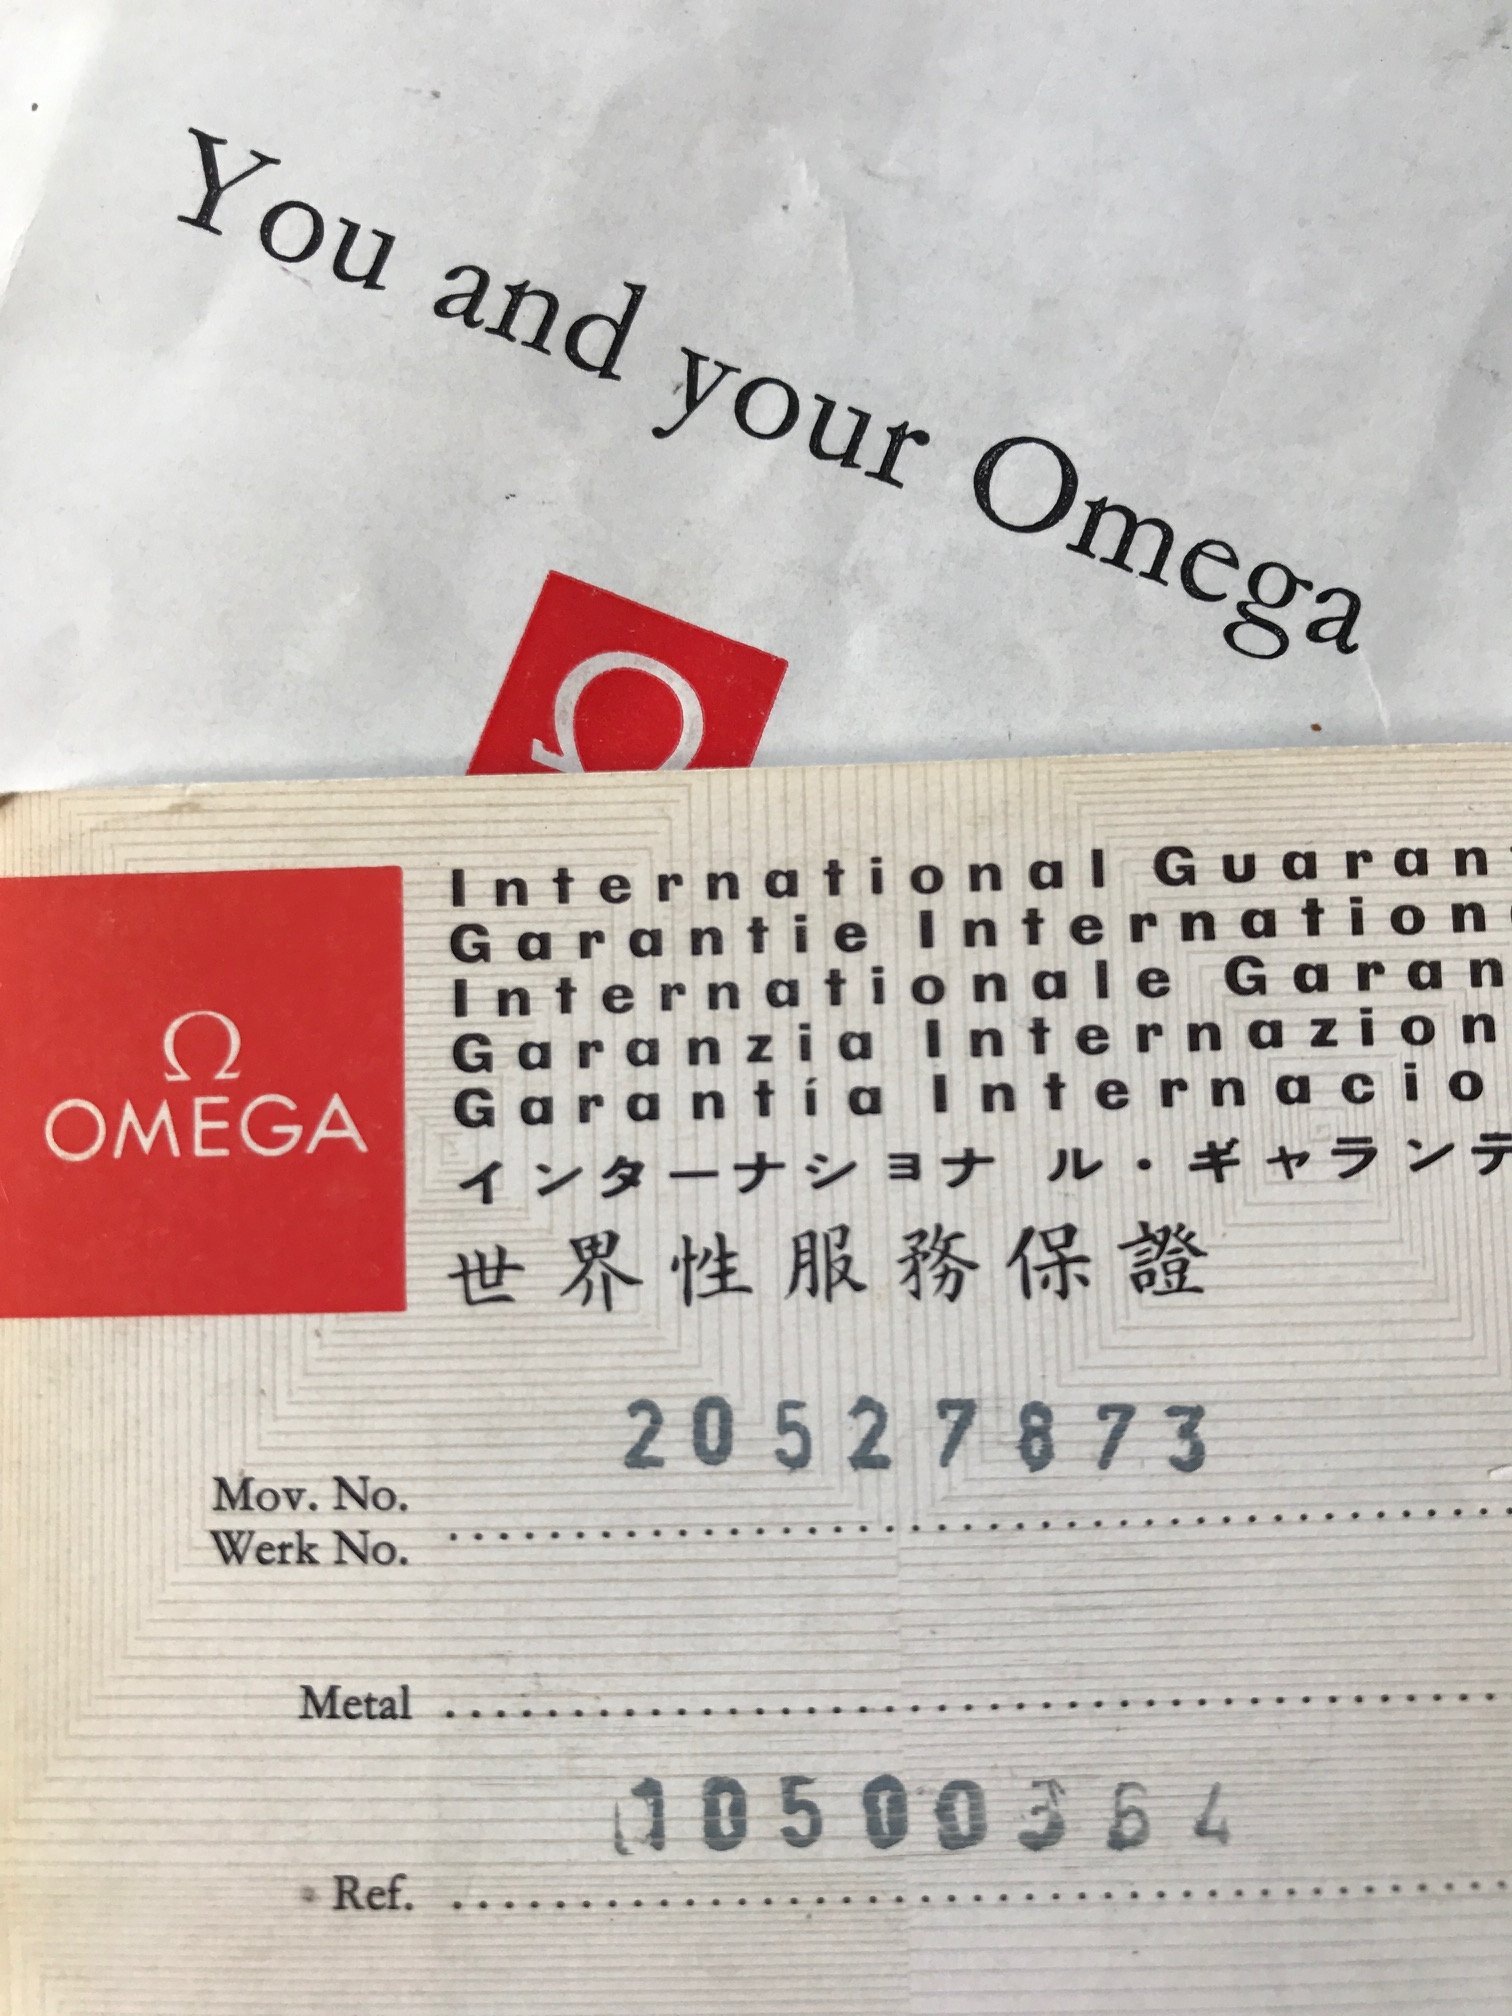 You and your Omega
Ω
International Guaran
Garantie Internation
Internationale Garan
Garanzia Internazion
Garantía Internacio
インターナショナル・ギャランテ
世界性服務保證
Ω
OMEGA
20527873
Mov. No.
Werk No.
Metal
10500364
Ref.